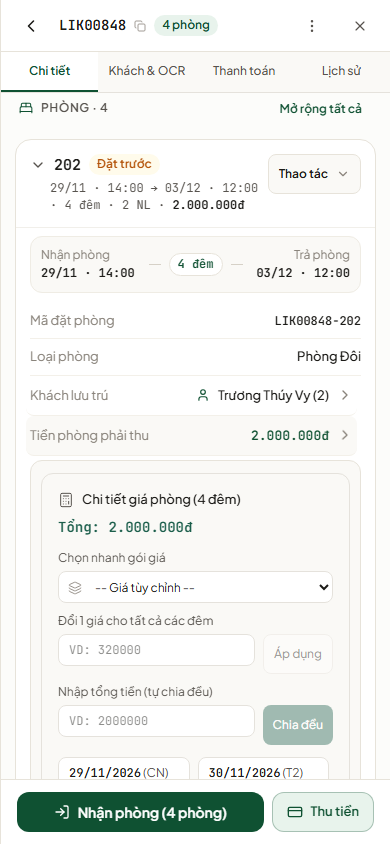 LIK00848 4 phòng
Chi tiết Khách & OCR Thanh toán Lịch sử
PHÒNG · 4 Mở rộng tất cả
202 Đặt trước Thao tác
29/11 · 14:00 → 03/12 · 12:00
· 4 đêm · 2 NL · 2.000.000đ
Nhận phòng Trả phòng
29/11 · 14:00 4 đêm 03/12 · 12:00
Mã đặt phòng LIK00848-202
Loại phòng Phòng Đôi
Khách lưu trú Trương Thúy Vy (2)
Tiền phòng phải thu 2.000.000đ
Chi tiết giá phòng (4 đêm)
Tổng: 2.000.000đ
Chọn nhanh gói giá
-- Giá tùy chỉnh --
Đổi 1 giá cho tất cả các đêm
VD: 320000 Áp dụng
Nhập tổng tiền (tự chia đều)
VD: 2000000 Chia đều
29/11/2026 (CN) 30/11/2026 (T2)
Nhận phòng (4 phòng) Thu tiền